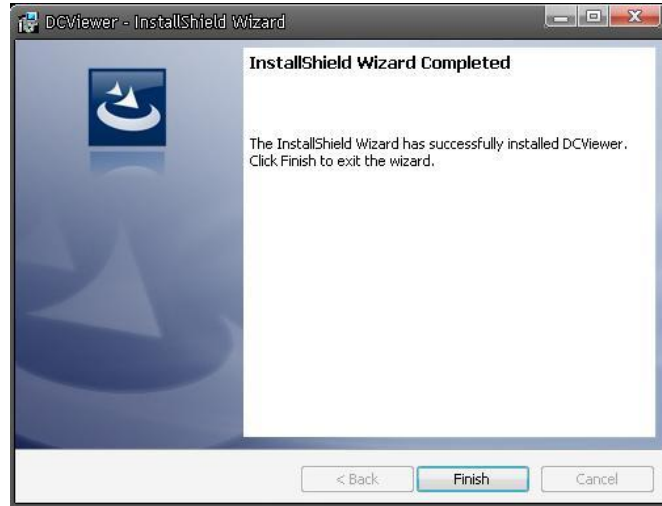 DCViewer - InstallShield Wizard
InstallShield Wizard Completed
The InstallShield Wizard has successfully installed DCViewer.
Click Finish to exit the wizard.
< Back
Finish
Cancel